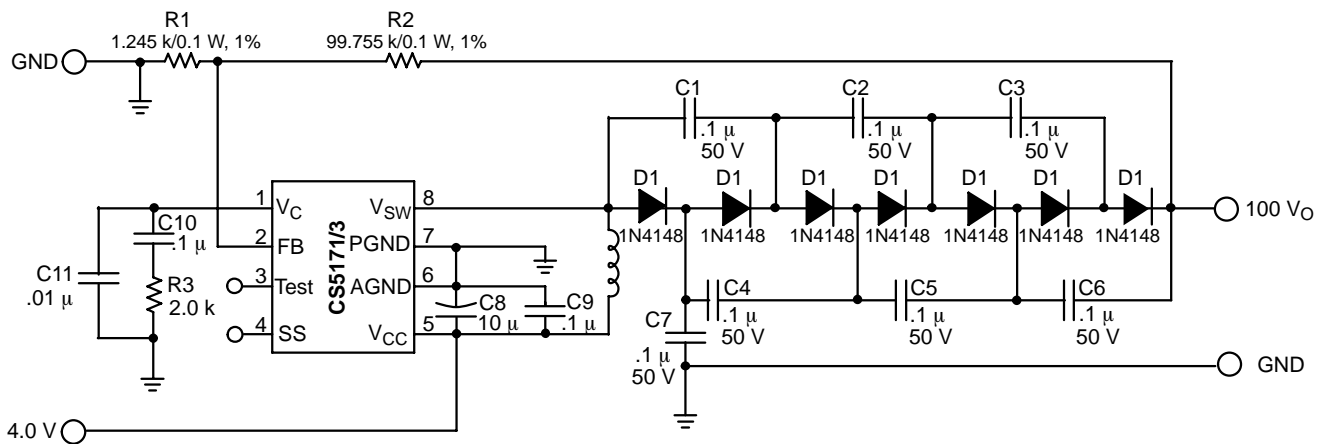 R1
1.245 k/0.1 W, 1%
R2
99.755 k/0.1 W, 1%
GND
C1
.1 µ
50 V
C2
.1 µ
50 V
C3
.1 µ
50 V
D1
1N4148
D1
1N4148
D1
1N4148
D1
1N4148
D1
1N4148
D1
1N4148
D1
1N4148
100 VO
1
VC
2
FB
3
Test
4
SS
CS5171/3
VSW
8
PGND
7
AGND
6
VCC
5
C10
.1 µ
C11
.01 µ
R3
2.0 k
C8
10 µ
C9
.1 µ
C4
.1 µ
50 V
C5
.1 µ
50 V
C6
.1 µ
50 V
C7
.1 µ
50 V
GND
4.0 V